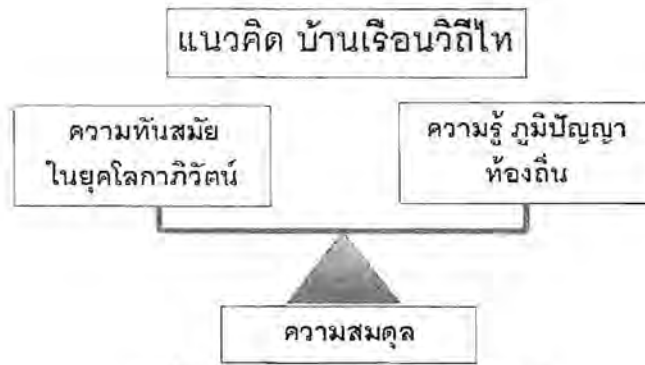 แนวคิด บ้านเรือนวิถีไท
ความทันสมัย
ในยุคโลกาภิวัตน์
ความรู้ ภูมิปัญญา
ท้องถิ่น
ความสมดุล